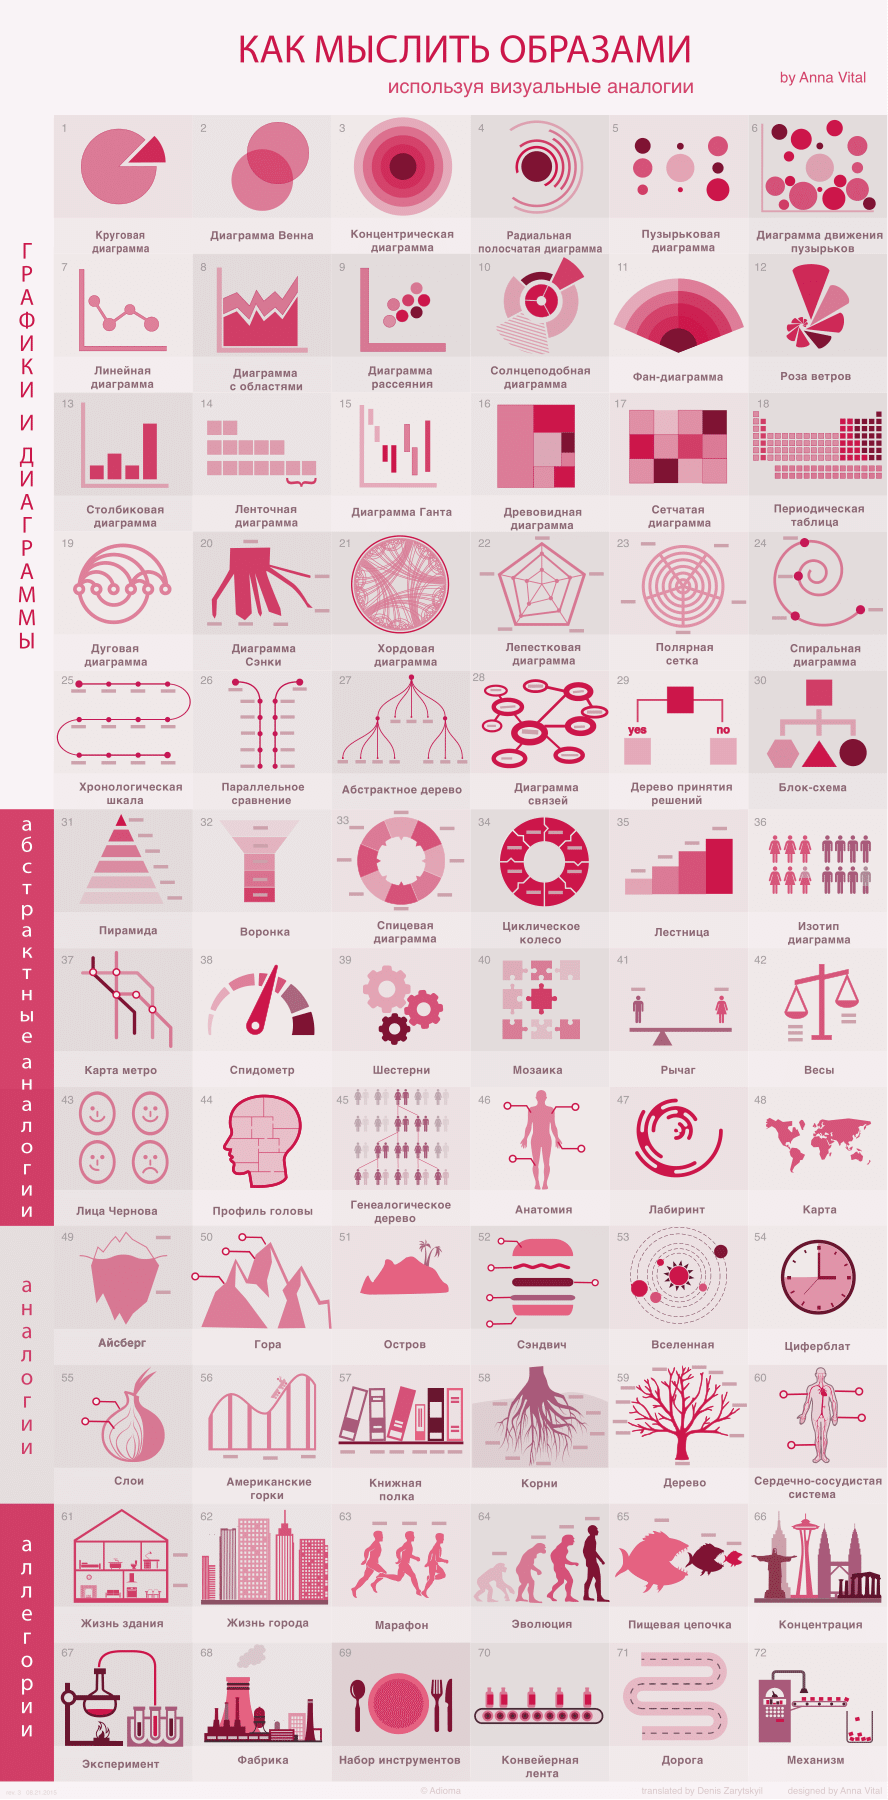 КАК МЫСЛИТЬ ОБРАЗАМИ
используя визуальные аналогии
by Anna Vital
ГРАФИКИ И ДИАГРАММЫ
1
2
3
4
5
6
Круговая
диаграмма
Диаграмма Венна
Концентрическая
диаграмма
Радиальная
полосчатая диаграмма
Пузырьковая
диаграмма
Диаграмма движения
пузырьков
7
8
9
10
11
12
Линейная
диаграмма
Диаграмма
с областями
Диаграмма
рассеяния
Солнцеподобная
диаграмма
Фан-диаграмма
Роза ветров
13
14
15
16
17
18
Столбиковая
диаграмма
Ленточная
диаграмма
Диаграмма Ганта
Древовидная
диаграмма
Сетчатая
диаграмма
Периодическая
таблица
19
20
21
22
23
24
Дуговая
диаграмма
Диаграмма
Сэнки
Хордовая
диаграмма
Лепестковая
диаграмма
Полярная
сетка
Спиральная
диаграмма
25
26
27
28
29
30
yes
no
Хронологическая
шкала
Параллельное
сравнение
Абстрактное дерево
Диаграмма
связей
Дерево принятия
решений
Блок-схема
абстрактные аналогии
31
32
33
34
35
36
Пирамида
Воронка
Спицевая
диаграмма
Циклическое
колесо
Лестница
Изотип
диаграмма
37
38
39
40
41
42
Карта метро
Спидометр
Шестерни
Мозаика
Рычаг
Весы
43
44
45
46
47
48
Лица Чернова
Профиль головы
Генеалогическое
дерево
Анатомия
Лабиринт
Карта
аналогии
49
50
51
52
53
54
Айсберг
Гора
Остров
Сэндвич
Вселенная
Циферблат
55
56
57
58
59
60
Слои
Американские
горки
Книжная
полка
Корни
Дерево
Сердечно-сосудистая
система
аллегории
61
62
63
64
65
66
Жизнь здания
Жизнь города
Марафон
Эволюция
Пищевая цепочка
Концентрация
67
68
69
70
71
72
Эксперимент
Фабрика
Набор инструментов
Конвейерная
лента
Дорога
Механизм
© Adioma
translated by Denis Zarytskyil
designed by Anna Vital